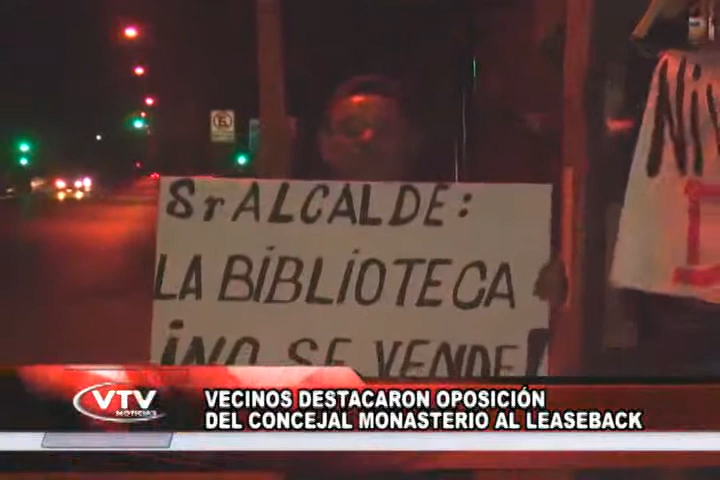 Sr ALCALDE:
LA BIBLIOTECA
¡NO SE VENDE!
VTV
NOTICIAS
VECINOS DESTACARON OPOSICIÓN
DEL CONCEJAL MONASTERIO AL LEASEBACK